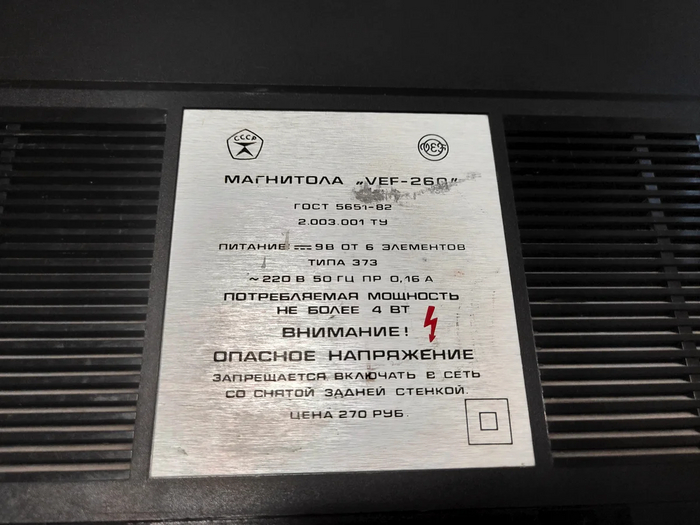 СССР
VEF
МАГНИТОЛА „VEF-260"
ГОСТ 5651-82
2.003.001 ТУ
ПИТАНИЕ ⎓ 9В ОТ 6 ЭЛЕМЕНТОВ
ТИПА 373
~ 220 В 50 ГЦ ПР 0,16 А
ПОТРЕБЛЯЕМАЯ МОЩНОСТЬ
НЕ БОЛЕЕ 4 ВТ
ВНИМАНИЕ!
ОПАСНОЕ НАПРЯЖЕНИЕ
ЗАПРЕЩАЕТСЯ ВКЛЮЧАТЬ В СЕТЬ
СО СНЯТОЙ ЗАДНЕЙ СТЕНКОЙ.
ЦЕНА 270 РУБ.